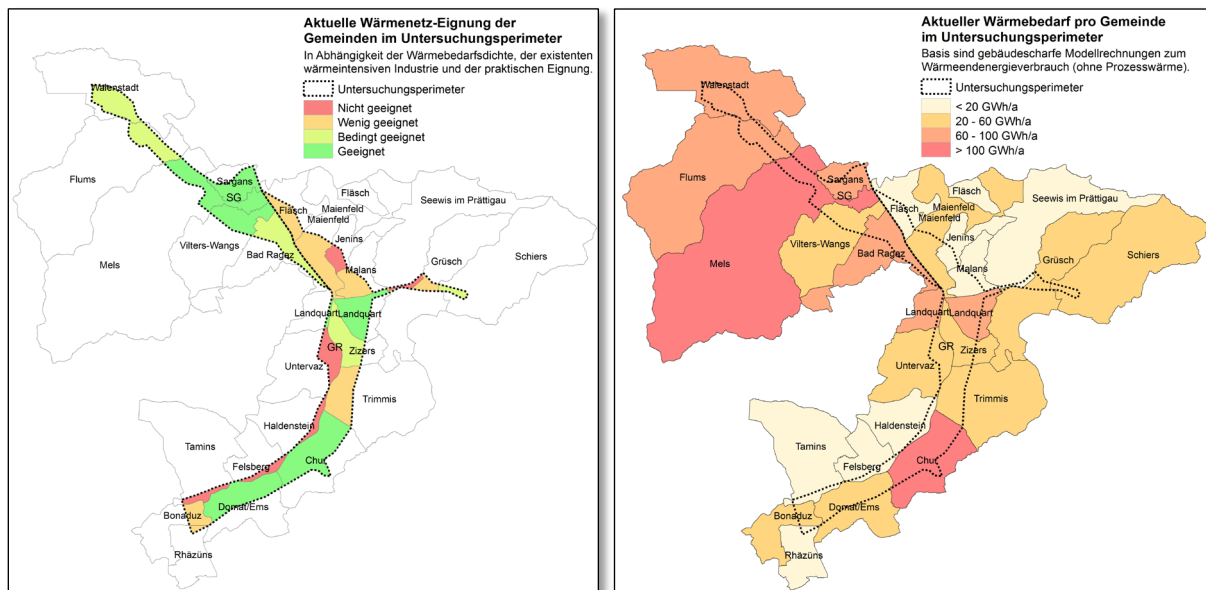 Aktuelle Wärmenetz-Eignung der
Gemeinden im Untersuchungsperimeter
In Abhängigkeit der Wärmebedarfsdichte, der existenten
wärmeintensiven Industrie und der praktischen Eignung.
Untersuchungsperimeter
Nicht geeignet
Wenig geeignet
Bedingt geeignet
Geeignet
Walenstadt
Flums
Sargans
SG
Fläsch
Fläsch
Maienfeld
Maienfeld
Seewis im Prättigau
Vilters-Wangs
Bad Ragaz
Jenins
Mels
Malans
Grüsch
Schiers
Landquart
Landquart
GR
Zizers
Untervaz
Trimmis
Haldenstein
Tamins
Felsberg
Chur
Domat/Ems
Bonaduz
Rhäzüns
Aktueller Wärmebedarf pro Gemeinde
im Untersuchungsperimeter
Basis sind gebäudescharfe Modellrechnungen zum
Wärmeendenergieverbrauch (ohne Prozesswärme).
Untersuchungsperimeter
< 20 GWh/a
20 - 60 GWh/a
60 - 100 GWh/a
> 100 GWh/a
Walenstadt
Flums
Sargans
SG
Fläsch
Fläsch
Maienfeld
Maienfeld
Seewis im Prättigau
Vilters-Wangs
Bad Ragaz
Jenins
Mels
Malans
Grüsch
Schiers
Landquart
Landquart
GR
Zizers
Untervaz
Trimmis
Haldenstein
Tamins
Felsberg
Chur
Domat/Ems
Bonaduz
Rhäzüns